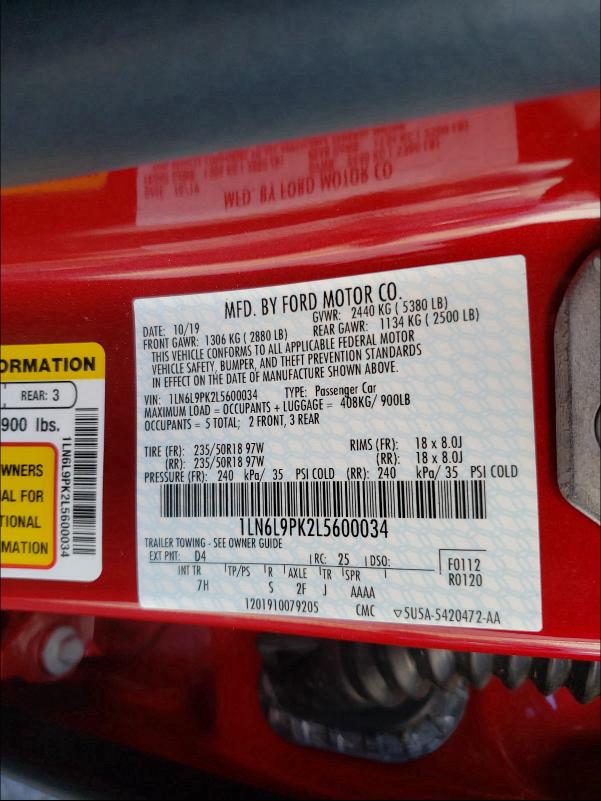 MFD. BY FORD MOTOR CO.
DATE: 10/19 GVWR: 2440 KG ( 5380 LB)
FRONT GAWR: 1306 KG ( 2880 LB) REAR GAWR: 1134 KG ( 2500 LB)
THIS VEHICLE CONFORMS TO ALL APPLICABLE FEDERAL MOTOR
VEHICLE SAFETY, BUMPER, AND THEFT PREVENTION STANDARDS
IN EFFECT ON THE DATE OF MANUFACTURE SHOWN ABOVE.
VIN: 1LN6L9PK2L5600034 TYPE: Passenger Car
MAXIMUM LOAD = OCCUPANTS + LUGGAGE = 408KG/ 900LB
OCCUPANTS = 5 TOTAL; 2 FRONT, 3 REAR
TIRE (FR): 235/50R18 97W RIMS (FR): 18 x 8.0J
(RR): 235/50R18 97W (RR): 18 x 8.0J
PRESSURE (FR): 240 kPa/ 35 PSI COLD (RR): 240 kPa/ 35 PSI COLD
1LN6L9PK2L5600034
TRAILER TOWING - SEE OWNER GUIDE
EXT PNT: D4 RC: 25 DSO: F0112
INT TR TP/PS R AXLE TR SPR R0120
7H S 2F J AAAA
1201910079205 CMC ▽5U5A-5420472-AA
ORMATION
REAR: 3
900 lbs.
WNERS
AL FOR
TIONAL
MATION
1LN6L9PK2L5600034
MFD. BY FORD MOTOR CO.
DATE: 10/19